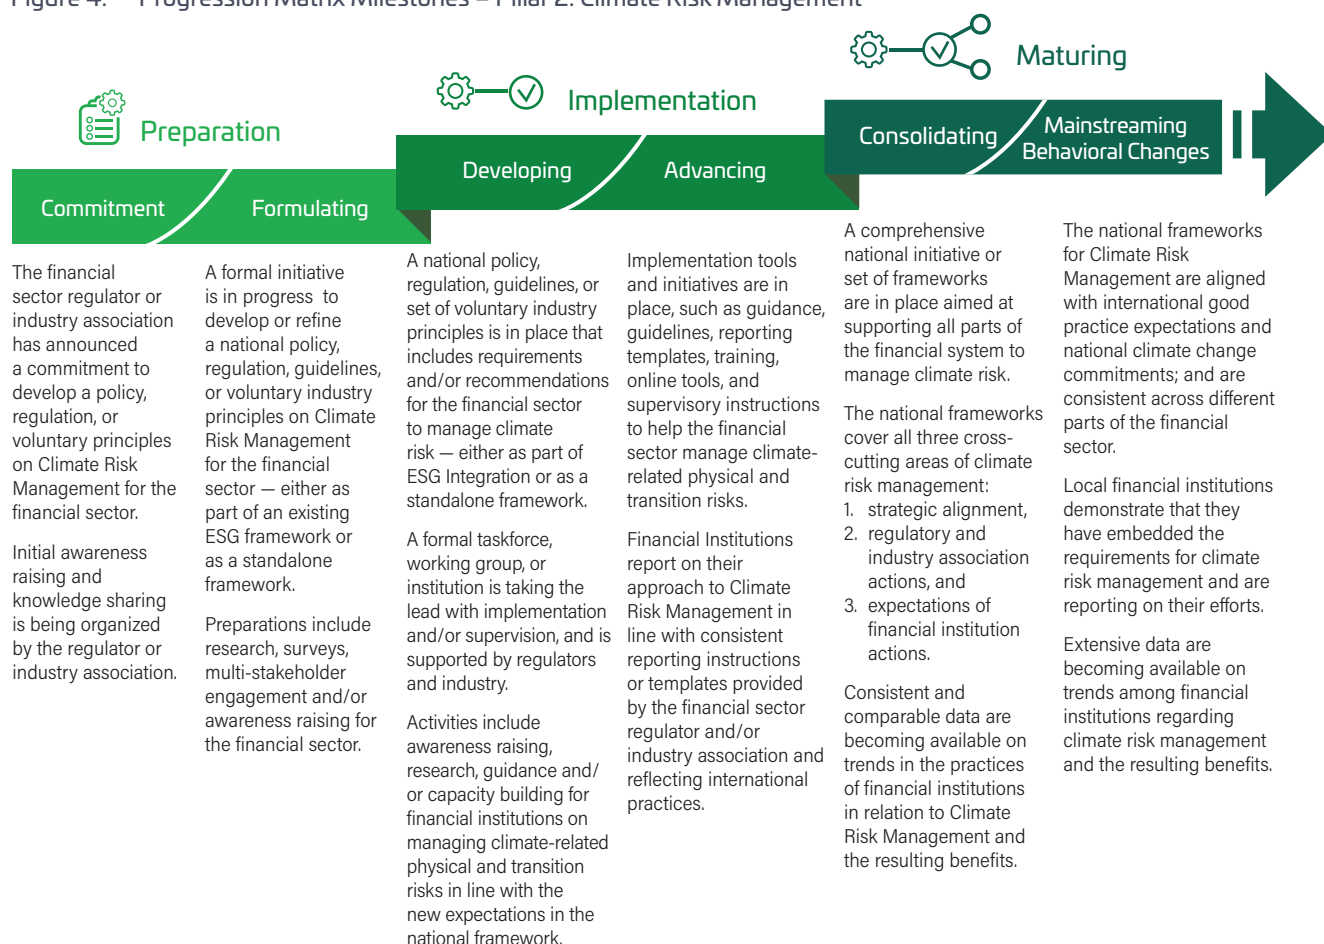 Figure 4. Progression Matrix Milestones – Pillar 2: Climate Risk Management
Preparation
Commitment
Formulating
The financial
sector regulator or
industry association
has announced
a commitment to
develop a policy,
regulation, or
voluntary principles
on Climate Risk
Management for the
financial sector.
Initial awareness
raising and
knowledge sharing
is being organized
by the regulator or
industry association.
A formal initiative
is in progress to
develop or refine
a national policy,
regulation, guidelines,
or voluntary industry
principles on Climate
Risk Management
for the financial
sector — either as
part of an existing
ESG framework or
as a standalone
framework.
Preparations include
research, surveys,
multi-stakeholder
engagement and/or
awareness raising for
the financial sector.
Implementation
Developing
Advancing
A national policy,
regulation, guidelines, or
set of voluntary industry
principles is in place that
includes requirements
and/or recommendations
for the financial sector
to manage climate
risk — either as part of
ESG Integration or as a
standalone framework.
A formal taskforce,
working group, or
institution is taking the
lead with implementation
and/or supervision, and is
supported by regulators
and industry.
Activities include
awareness raising,
research, guidance and/
or capacity building for
financial institutions on
managing climate-related
physical and transition
risks in line with the
new expectations in the
national framework.
Implementation tools
and initiatives are in
place, such as guidance,
guidelines, reporting
templates, training,
online tools, and
supervisory instructions
to help the financial
sector manage climate-
related physical and
transition risks.
Financial Institutions
report on their
approach to Climate
Risk Management in
line with consistent
reporting instructions
or templates provided
by the financial sector
regulator and/or
industry association and
reflecting international
practices.
Maturing
Consolidating
Mainstreaming
Behavioral Changes
A comprehensive
national initiative or
set of frameworks
are in place aimed at
supporting all parts of
the financial system to
manage climate risk.
The national frameworks
cover all three cross-
cutting areas of climate
risk management:
1. strategic alignment,
2. regulatory and
industry association
actions, and
3. expectations of
financial institution
actions.
Consistent and
comparable data are
becoming available on
trends in the practices
of financial institutions
in relation to Climate
Risk Management and
the resulting benefits.
The national frameworks
for Climate Risk
Management are aligned
with international good
practice expectations and
national climate change
commitments; and are
consistent across different
parts of the financial
sector.
Local financial institutions
demonstrate that they
have embedded the
requirements for climate
risk management and are
reporting on their efforts.
Extensive data are
becoming available on
trends among financial
institutions regarding
climate risk management
and the resulting benefits.